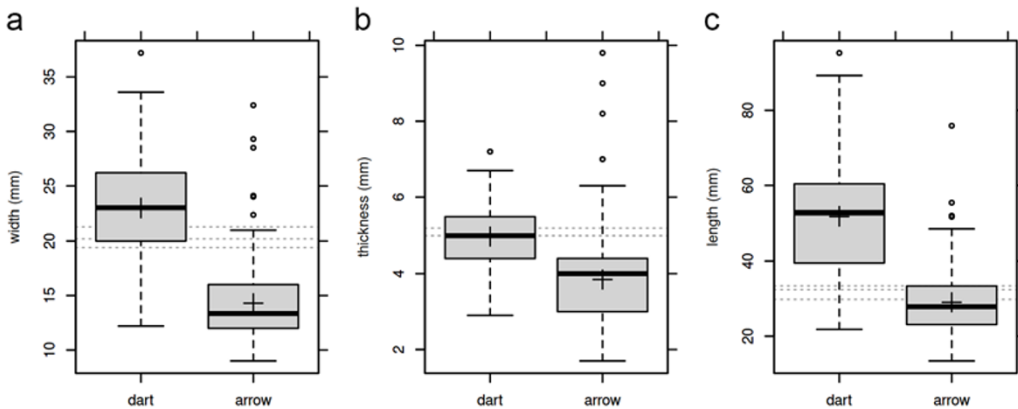 a
width (mm)
35
30
25
20
15
10
dart
arrow
b
thickness (mm)
10
8
6
4
2
dart
arrow
c
length (mm)
80
60
40
20
dart
arrow